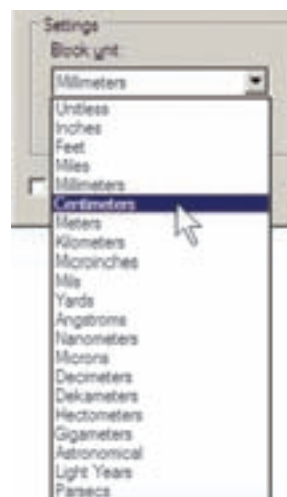 Settings
Block unit:
Millimeters
Unitless
Inches
Feet
Miles
Millimeters
Centimeters
Meters
Kilometers
Microinches
Mils
Yards
Angstroms
Nanometers
Microns
Decimeters
Dekameters
Hectometers
Gigameters
Astronomical
Light Years
Parsecs